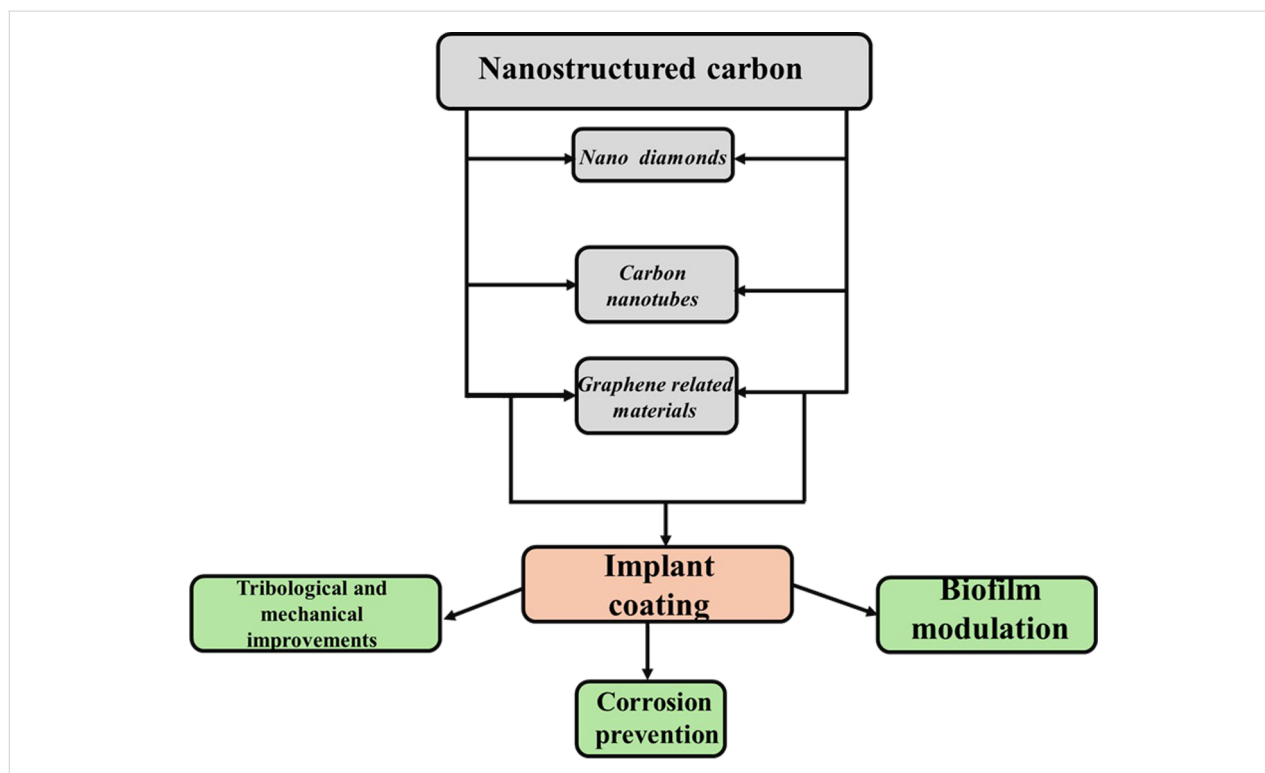 Nanostructured carbon
Nano diamonds
Carbon
nanotubes
Graphene related
materials
Implant
coating
Tribological and
mechanical
improvements
Biofilm
modulation
Corrosion
prevention